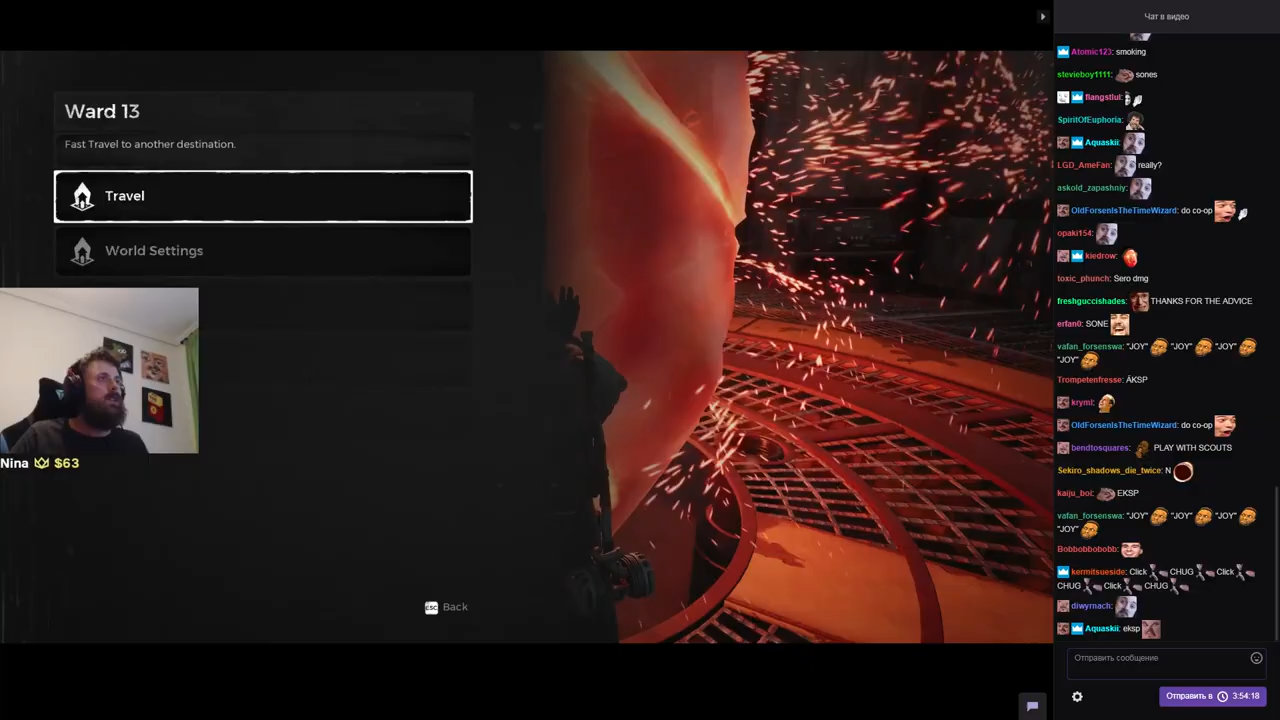 Ward 13
Fast Travel to another destination.
Travel
World Settings
Nina $63
ESC Back
Чат в видео
Atomic123: smoking
stevieboy1111: sones
flangstlul:
SpiritOfEuphoria:
Aquaskii:
LGD_AmeFan: really?
askold_zapashniy:
OldForsenIsTheTimeWizard: do co-op
opaki154:
kiedrow:
toxic_phunch: Sero dmg
freshguccishades: THANKS FOR THE ADVICE
erfan0: SONE
vafan_forsenswa: "JOY" "JOY" "JOY"
"JOY"
Trompetenfresse: ÄKSP
kryml:
OldForsenIsTheTimeWizard: do co-op
bendtosquares: PLAY WITH SCOUTS
Sekiro_shadows_die_twice: N
kaiju_boi: EKSP
vafan_forsenswa: "JOY" "JOY" "JOY"
"JOY"
Bobbobbobobb:
kermitsueside: Click CHUG Click
CHUG Click CHUG
diwyrnach:
Aquaskii: eksp
Отправить сообщение
Отправить в 3:54:18